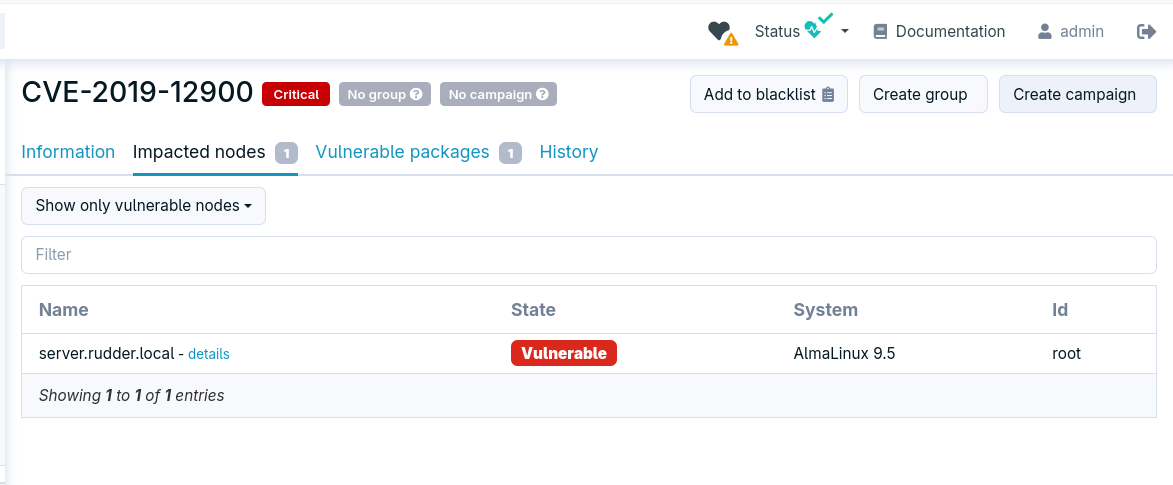 Status Documentation admin
CVE-2019-12900 Critical No group No campaign Add to blacklist Create group Create campaign
Information Impacted nodes 1 Vulnerable packages 1 History
Show only vulnerable nodes
Filter
Name State System Id
server.rudder.local - details Vulnerable AlmaLinux 9.5 root
Showing 1 to 1 of 1 entries